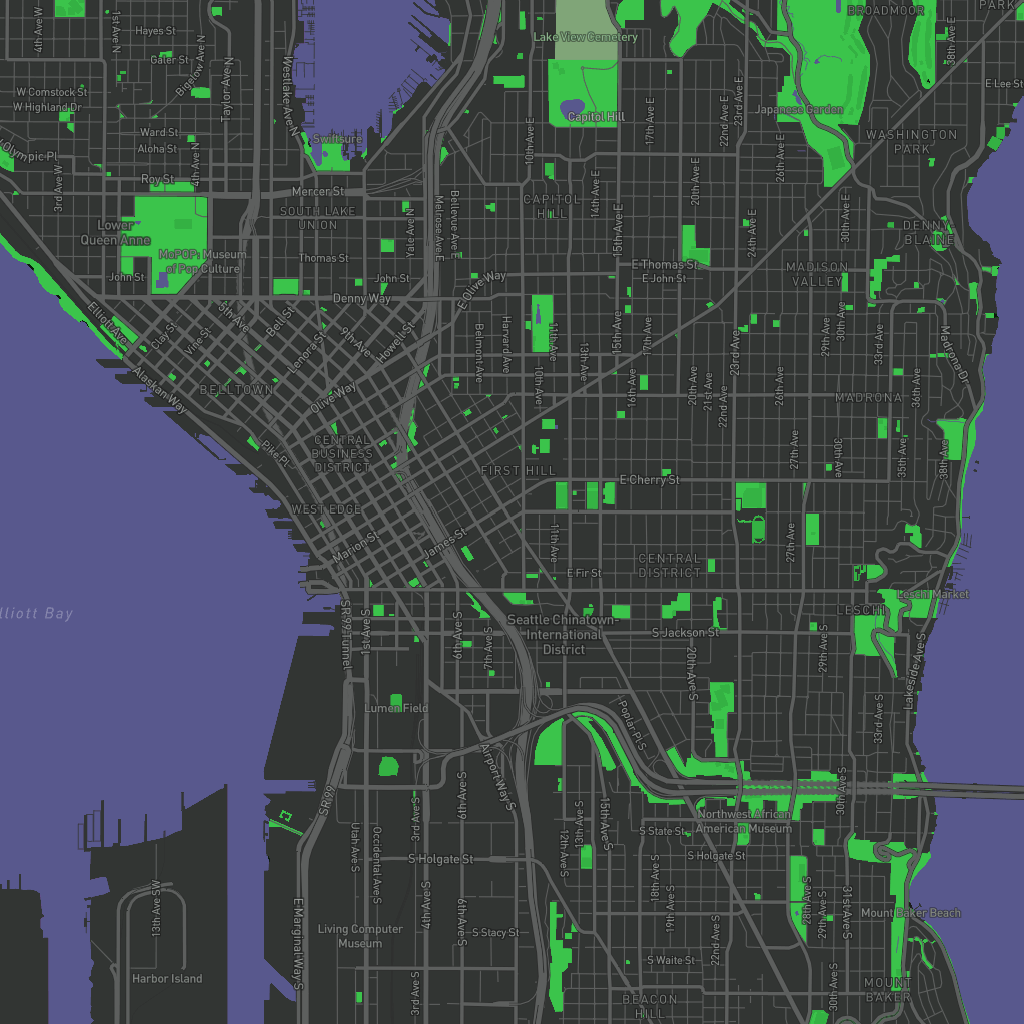 4th Ave W
1st Ave N
Hayes St
Galer St
Bigelow Ave N
Taylor Ave N
Westlake Ave N
Lake View Cemetery
BROADMOOR
PARK
38th Ave E
E Lee St
W Comstock St
W Highland Dr
Ward St
Aloha St
4th Ave N
Swiftsure
10th Ave E
Capitol Hill
17th Ave E
22nd Ave E
23rd Ave E
Japanese Garden
WASHINGTON
PARK
26th Ave E
Olympic Pl
3rd Ave W
Roy St
Mercer St
SOUTH LAKE
UNION
Yale Ave N
Melrose Ave E
Bellevue Ave E
CAPITOL
HILL
14th Ave E
15th Ave E
20th Ave E
24th Ave E
30th Ave E
DENNY
BLAINE
Lower
Queen Anne
MoPOP: Museum
of Pop Culture
John St
Thomas St
John St
Denny Way
E Olive Way
E Thomas St
E John St
MADISON
VALLEY
Elliott Ave
Clay St
Vine St
5th Ave
Bell St
Lenora St
9th Ave
Howell St
Belmont Ave
Harvard Ave
11th Ave
10th Ave
13th Ave
15th Ave
17th Ave
16th Ave
20th Ave
21st Ave
22nd Ave
23rd Ave
26th Ave
29th Ave
30th Ave
33rd Ave
36th Ave
Madrona Dr
Alaskan Way
BELLTOWN
Olive Way
MADRONA
Pike Pl
CENTRAL
BUSINESS
DISTRICT
FIRST HILL
E Cherry St
27th Ave
30th Ave
35th Ave
38th Ave
WEST EDGE
Marion St
James St
11th Ave
27th Ave
E Fir St
CENTRAL
DISTRICT
Leschi Market
LESCHI
lliott Bay
SR 99 Tunnel
1st Ave S
6th Ave S
7th Ave S
Seattle Chinatown-
International
District
S Jackson St
20th Ave S
29th Ave S
Lakeside Ave S
33rd Ave S
Lumen Field
Poplar Pl S
Airport Way S
SR 99
Utah Ave S
Occidental Ave S
3rd Ave S
6th Ave S
12th Ave S
13th Ave S
15th Ave S
30th Ave S
Northwest African
American Museum
S State St
S Holgate St
S Holgate St
13th Ave SW
E Marginal Way S
4th Ave S
6th Ave S
18th Ave S
19th Ave S
22nd Ave S
28th Ave S
29th Ave S
31st Ave S
Mount Baker Beach
Living Computer
Museum
S Stacy St
S Waite St
Harbor Island
3rd Ave S
BEACON
HILL
30th Ave S
MOUNT
BAKER